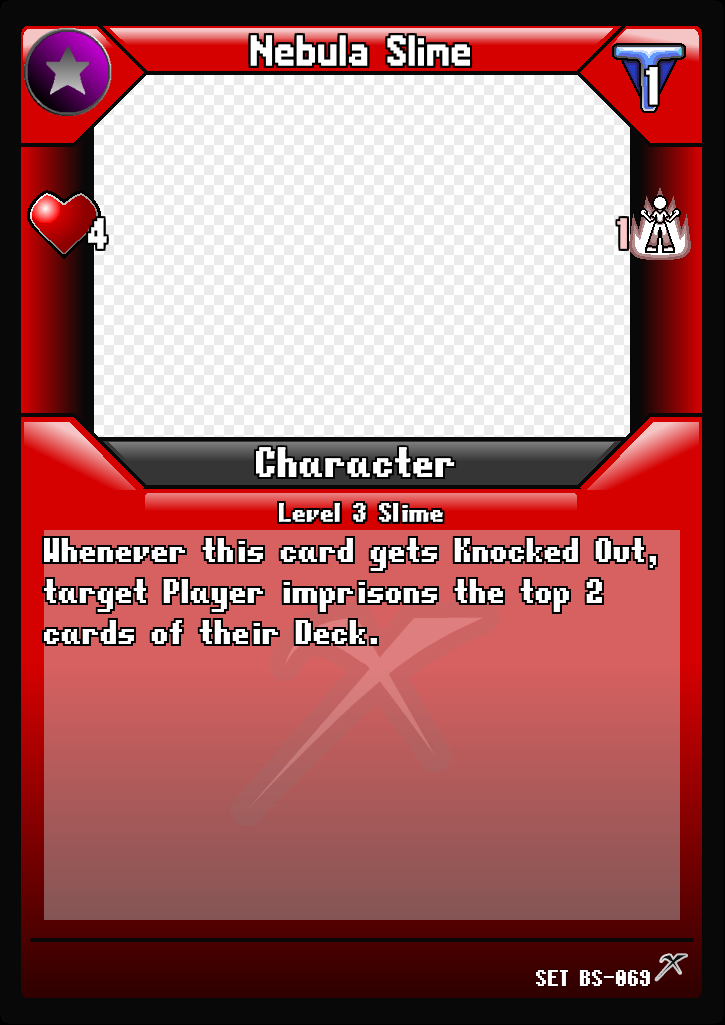 Nebula Slime
1
4
1
Character
Level 3 Slime
Whenever this card gets Knocked Out,
target Player imprisons the top 2
cards of their Deck.
SET BS-069